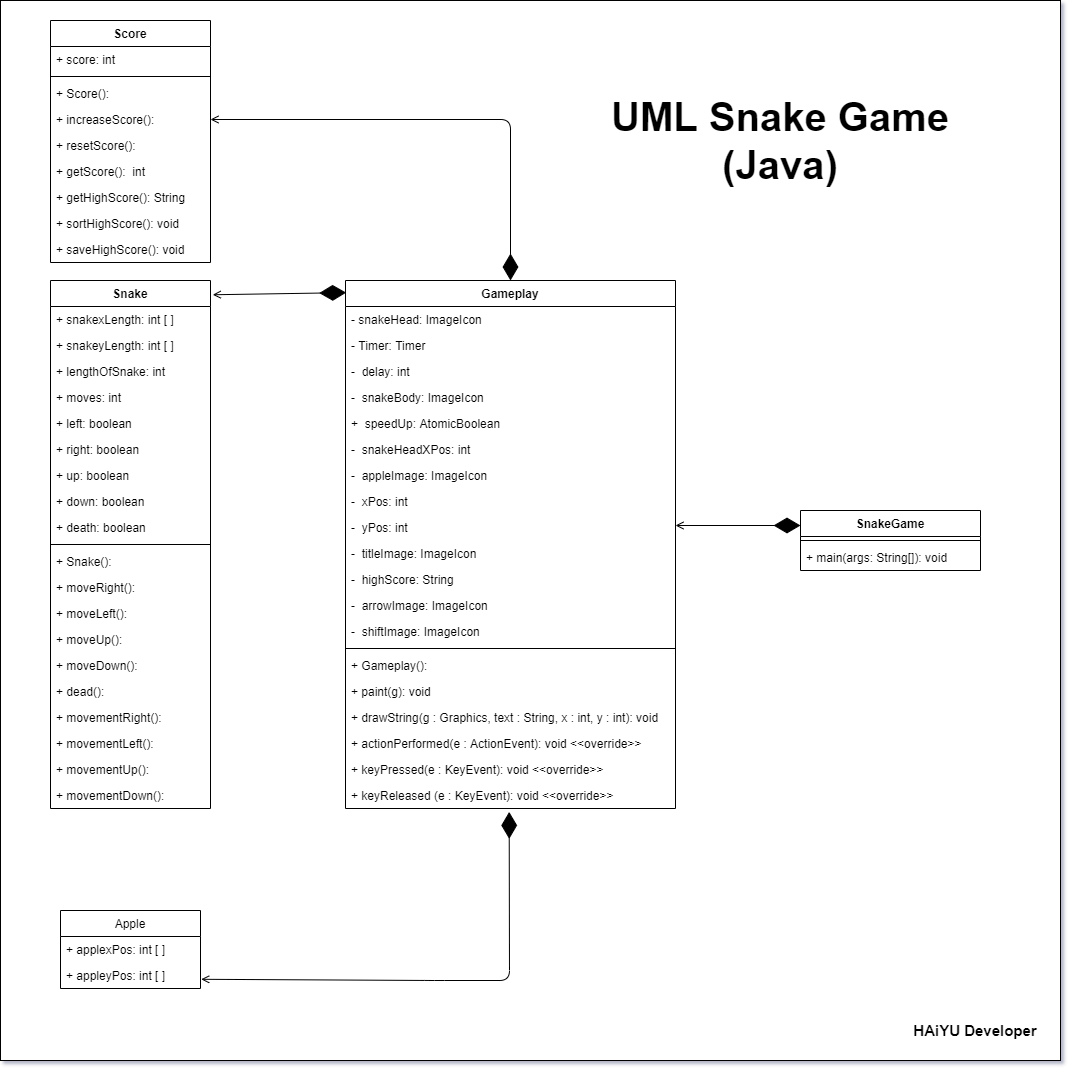 Score
+ score: int
+ Score():
+ increaseScore():
+ resetScore():
+ getScore():  int
+ getHighScore(): String
+ sortHighScore(): void
+ saveHighScore(): void
UML Snake Game
(Java)
Snake
+ snakexLength: int [ ]
+ snakeyLength: int [ ]
+ lengthOfSnake: int
+ moves: int
+ left: boolean
+ right: boolean
+ up: boolean
+ down: boolean
+ death: boolean
+ Snake():
+ moveRight():
+ moveLeft():
+ moveUp():
+ moveDown():
+ dead():
+ movementRight():
+ movementLeft():
+ movementUp():
+ movementDown():
Gameplay
- snakeHead: ImageIcon
- Timer: Timer
-  delay: int
-  snakeBody: ImageIcon
+  speedUp: AtomicBoolean
-  snakeHeadXPos: int
-  appleImage: ImageIcon
-  xPos: int
-  yPos: int
-  titleImage: ImageIcon
-  highScore: String
-  arrowImage: ImageIcon
-  shiftImage: ImageIcon
+ Gameplay():
+ paint(g): void
+ drawString(g : Graphics, text : String, x : int, y : int): void
+ actionPerformed(e : ActionEvent): void <<override>>
+ keyPressed(e : KeyEvent): void <<override>>
+ keyReleased (e : KeyEvent): void <<override>>
SnakeGame
+ main(args: String[]): void
Apple
+ applexPos: int [ ]
+ appleyPos: int [ ]
HAiYU Developer